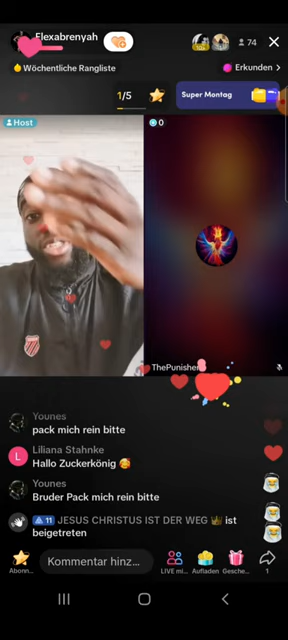 Elexabrenyah
74
Wöchentliche Rangliste
Erkunden >
1/5
Super Montag
Host
0
ThePunisher
Younes
pack mich rein bitte
L
Liliana Stahnke
Hallo Zuckerkönig 🥰
Younes
Bruder Pack mich rein bitte
11 JESUS CHRISTUS IST DER WEG 👑 ist
beigetreten
Kommentar hinz...
Abonn...
LIVE mi...
Aufladen
Gesche...
1